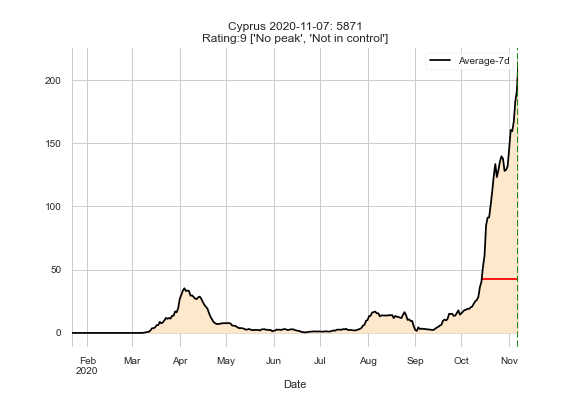 Cyprus 2020-11-07: 5871
Rating:9 ['No peak', 'Not in control']
Average-7d
200
150
100
50
0
Feb Mar Apr May Jun Jul Aug Sep Oct Nov
2020
Date